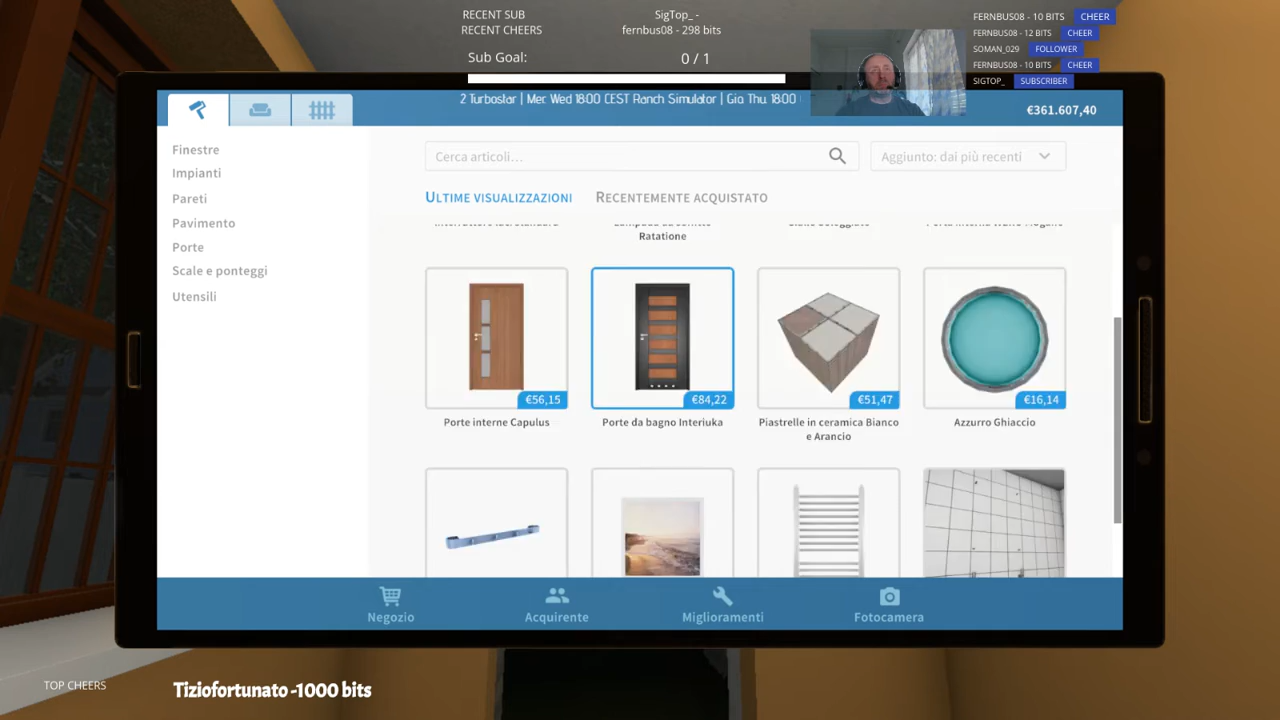 RECENT SUB
SigTop_ -
RECENT CHEERS
fernbus08 - 298 bits
Sub Goal:
0 / 1
FERNBUS08 - 10 BITS CHEER
FERNBUS08 - 12 BITS CHEER
SOMAN_029 FOLLOWER
FERNBUS08 - 10 BITS CHEER
SIGTOP_ SUBSCRIBER
2 Turbostar | Mer. Wed 18:00 CEST Ranch Simulator | Gio Thu. 18:00
€361.607,40
Finestre
Impianti
Pareti
Pavimento
Porte
Scale e ponteggi
Utensili
Cerca articoli...
Aggiunto: dai più recenti
ULTIME VISUALIZZAZIONI
RECENTEMENTE ACQUISTATO
Ratatione
€56,15
€84,22
€51,47
€16,14
Porte interne Capulus
Porte da bagno Interiuka
Piastrelle in ceramica Bianco
e Arancio
Azzurro Ghiaccio
Negozio
Acquirente
Miglioramenti
Fotocamera
TOP CHEERS
Tiziofortunato -1000 bits